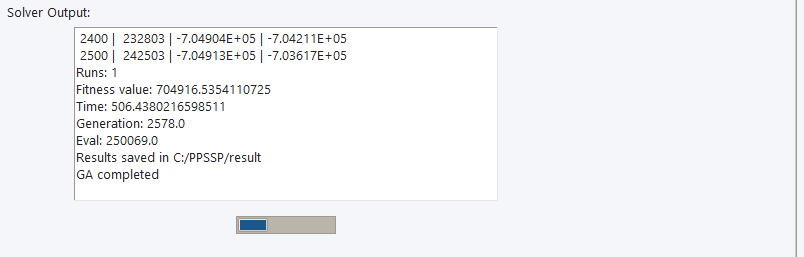 Solver Output:
2400 | 232803 | -7.04904E+05 | -7.04211E+05
2500 | 242503 | -7.04913E+05 | -7.03617E+05
Runs: 1
Fitness value: 704916.5354110725
Time: 506.4380216598511
Generation: 2578.0
Eval: 250069.0
Results saved in C:/PPSSP/result
GA completed